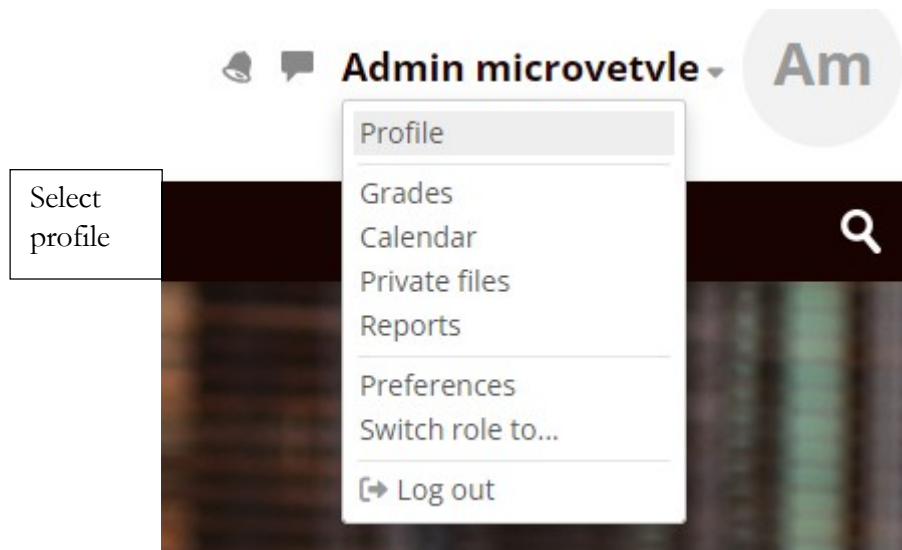 Admin microvetvle
Am
Profile
Select
profile
Grades
Calendar
Private files
Reports
Preferences
Switch role to...
Log out